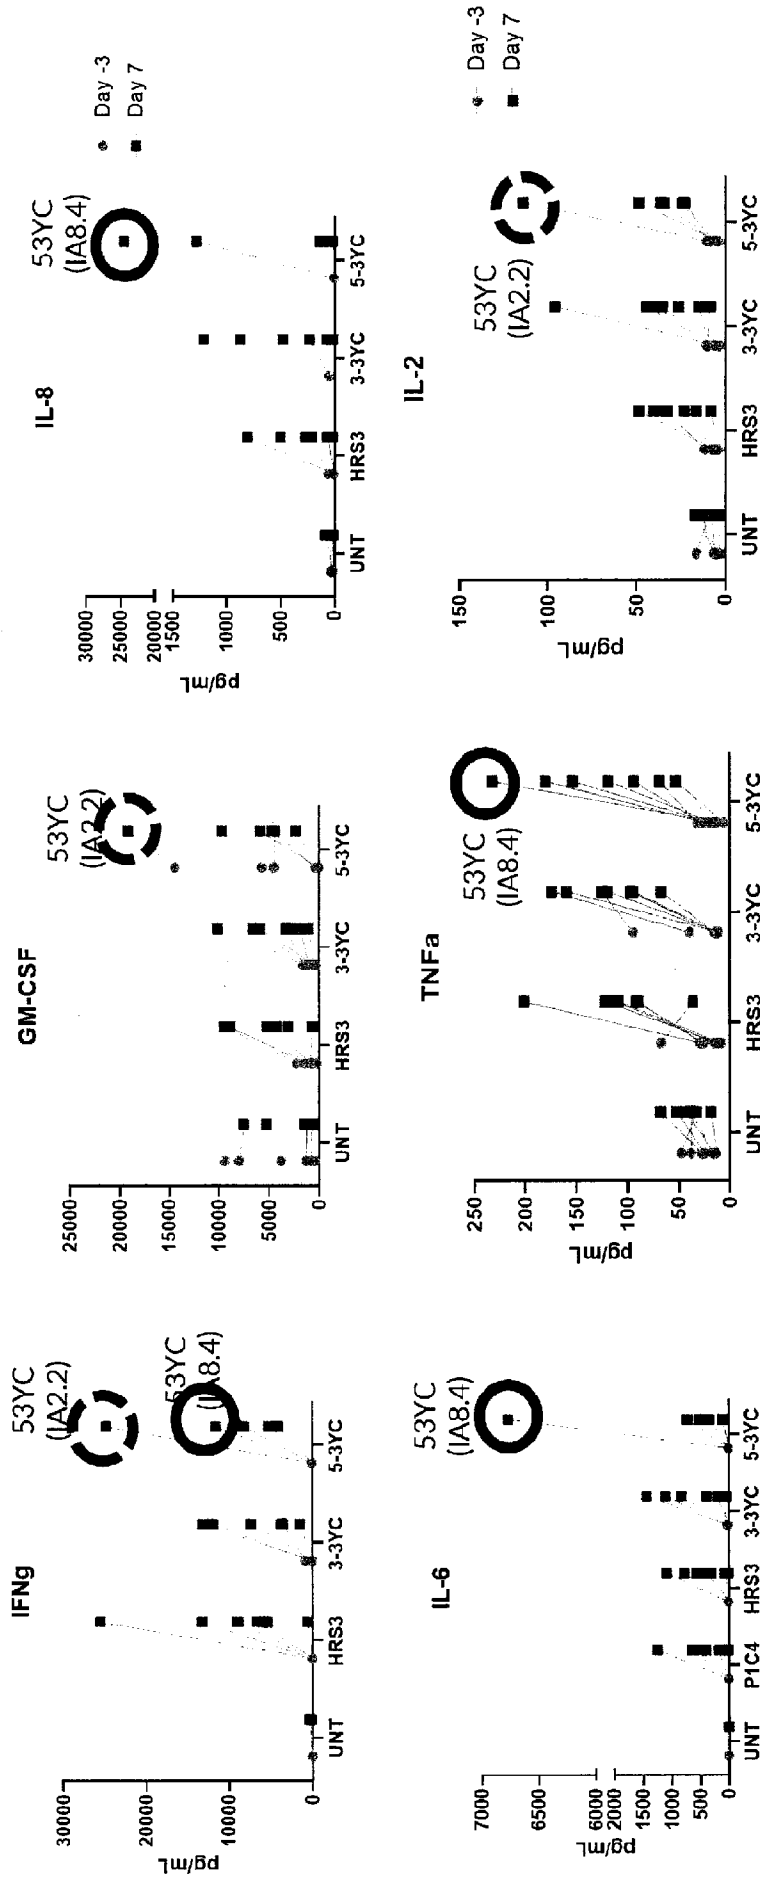 IFNg
pg/mL
30000
20000
10000
0
UNT
HRS3
3-3YC
5-3YC
53YC
(IA2.2)
53YC
(IA8.4)
GM-CSF
pg/mL
25000
20000
15000
10000
5000
0
UNT
HRS3
3-3YC
5-3YC
53YC
(IA2.2)
IL-8
pg/mL
30000
25000
20000
1500
1000
500
0
UNT
HRS3
3-3YC
5-3YC
53YC
(IA8.4)
Day -3
Day 7
IL-6
pg/mL
7000
6500
6000
2000
1500
1000
500
0
UNT
P1C4
HRS3
3-3YC
5-3YC
53YC
(IA8.4)
TNFa
pg/mL
250
200
150
100
50
0
UNT
HRS3
3-3YC
5-3YC
53YC
(IA8.4)
IL-2
pg/mL
150
100
50
0
UNT
HRS3
3-3YC
5-3YC
53YC
(IA2.2)
Day -3
Day 7